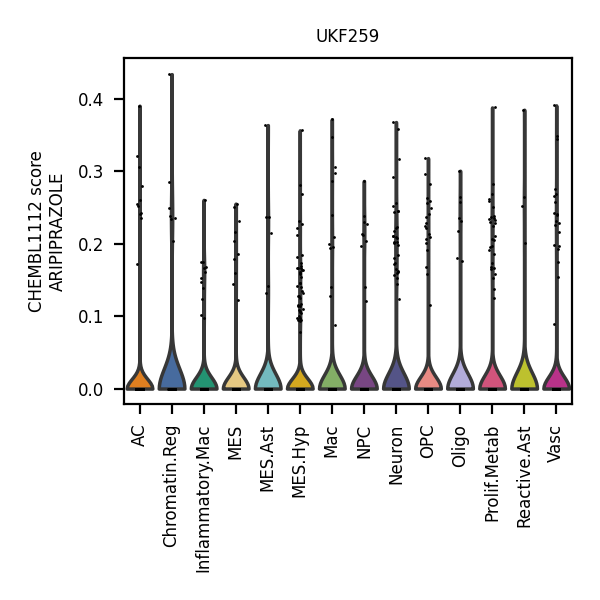 UKF259
CHEMBL1112 score
ARIPIPRAZOLE
0.4
0.3
0.2
0.1
0.0
AC
Chromatin.Reg
Inflammatory.Mac
MES
MES.Ast
MES.Hyp
Mac
NPC
Neuron
OPC
Oligo
Prolif.Metab
Reactive.Ast
Vasc